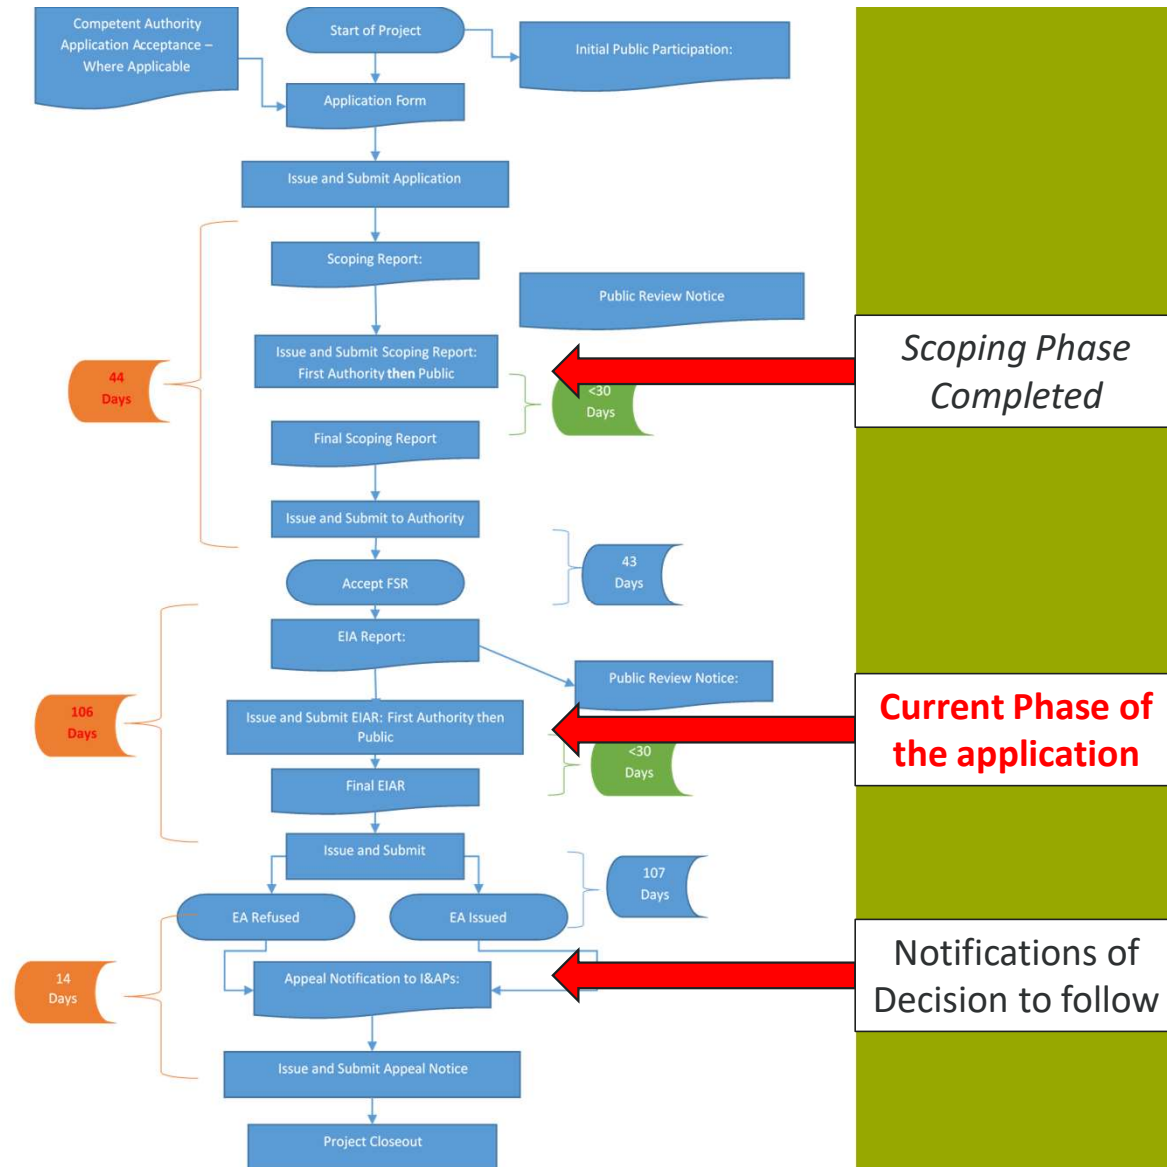 Competent Authority
Application Acceptance –
Where Applicable
Start of Project
Initial Public Participation:
Application Form
Issue and Submit Application
Scoping Report:
Public Review Notice
Issue and Submit Scoping Report:
First Authority then Public
Scoping Phase
Completed
44
Days
<30
Days
Final Scoping Report
Issue and Submit to Authority
43
Days
Accept FSR
EIA Report:
Public Review Notice:
106
Days
Issue and Submit EIAR: First Authority then
Public
Current Phase of
the application
<30
Days
Final EIAR
Issue and Submit
107
Days
EA Refused
EA Issued
14
Days
Appeal Notification to I&APs:
Notifications of
Decision to follow
Issue and Submit Appeal Notice
Project Closeout